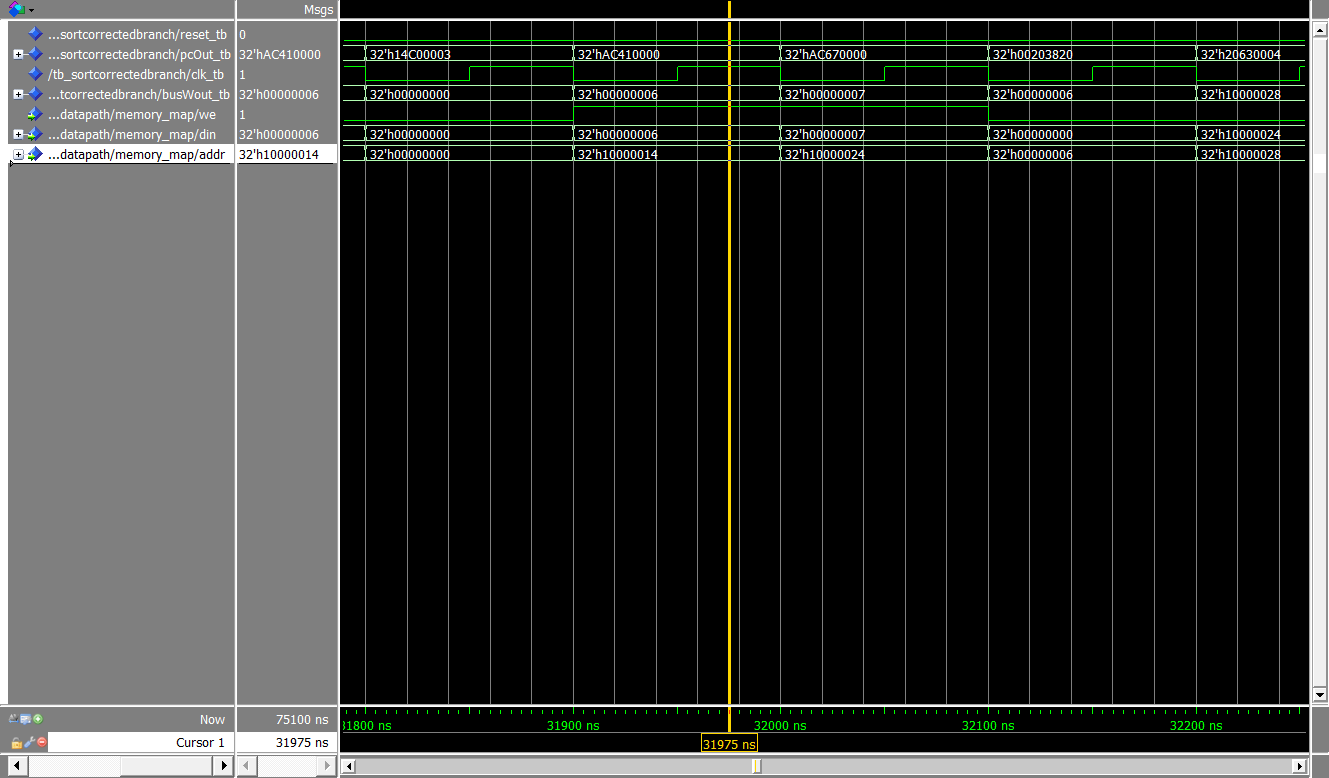 Msgs
...sortcorrectedbranch/reset_tb 0
...sortcorrectedbranch/pcOut_tb 32'hAC410000 32'h14C00003 32'hAC410000 32'hAC670000 32'h00203820 32'h20630004
/tb_sortcorrectedbranch/clk_tb 1
...tcorrectedbranch/busWout_tb 32'h00000006 32'h00000000 32'h00000006 32'h00000007 32'h00000006 32'h10000028
...datapath/memory_map/we 1
...datapath/memory_map/din 32'h00000006 32'h00000000 32'h00000006 32'h00000007 32'h00000000 32'h10000024
...datapath/memory_map/addr 32'h10000014 32'h00000000 32'h10000014 32'h10000024 32'h00000006 32'h10000028
Now 75100 ns 31800 ns 31900 ns 32000 ns 32100 ns 32200 ns
Cursor 1 31975 ns 31975 ns